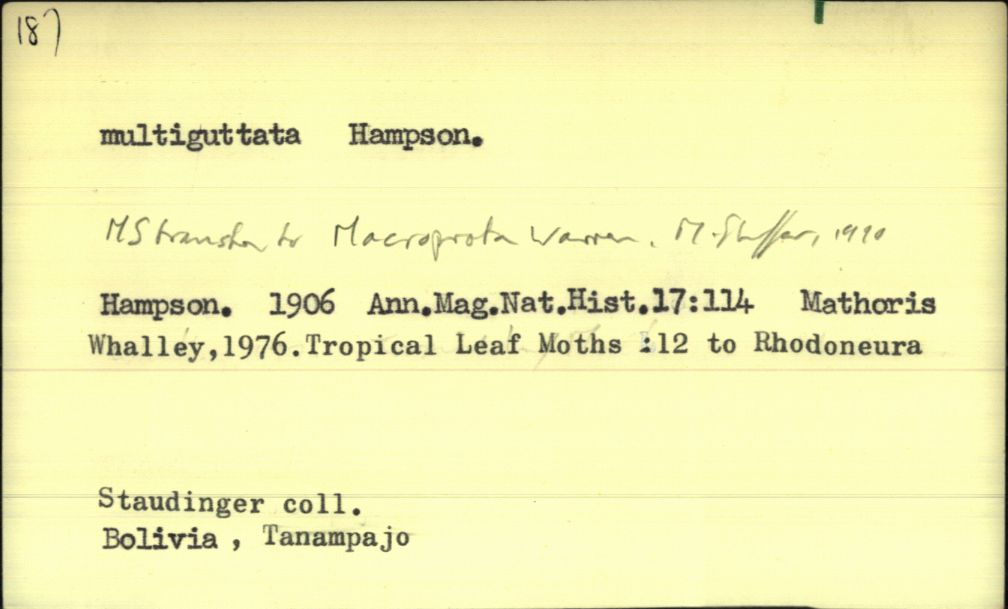 187
multiguttata Hampson.
MS transfer to Macroprota Warren. M. Shaffer, 1990
Hampson. 1906 Ann.Mag.Nat.Hist.17:114 Mathoris
Whalley,1976.Tropical Leaf Moths :12 to Rhodoneura
Staudinger coll.
Bolivia , Tanampajo